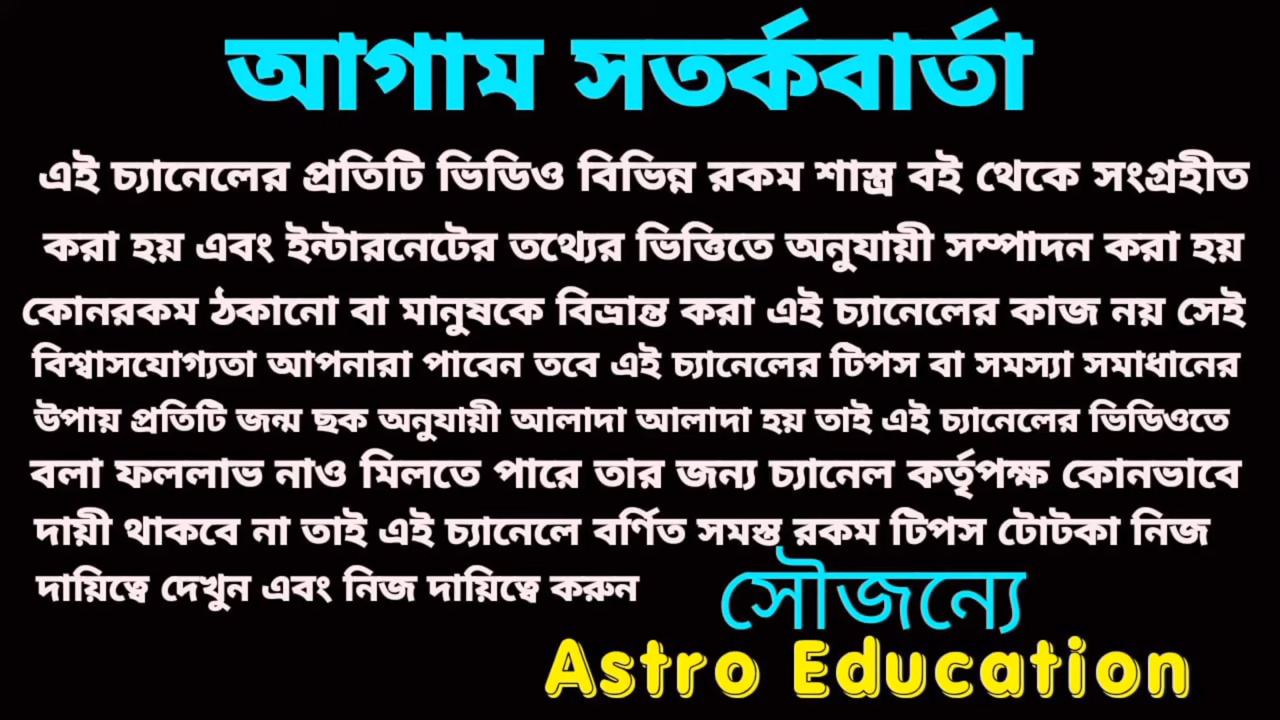 আগাম সতর্কবার্তা
এই চ্যানেলের প্রতিটি ভিডিও বিভিন্ন রকম শাস্ত্র বই থেকে সংগ্রহীত
করা হয় এবং ইন্টারনেটের তথ্যের ভিত্তিতে অনুযায়ী সম্পাদন করা হয়
কোনরকম ঠকানো বা মানুষকে বিভ্রান্ত করা এই চ্যানেলের কাজ নয় সেই
বিশ্বাসযোগ্যতা আপনারা পাবেন তবে এই চ্যানেলের টিপস বা সমস্যা সমাধানের
উপায় প্রতিটি জন্ম ছক অনুযায়ী আলাদা আলাদা হয় তাই এই চ্যানেলের ভিডিওতে
বলা ফললাভ নাও মিলতে পারে তার জন্য চ্যানেল কর্তৃপক্ষ কোনভাবে
দায়ী থাকবে না তাই এই চ্যানেলে বর্ণিত সমস্ত রকম টিপস টোটকা নিজ
দায়িত্বে দেখুন এবং নিজ দায়িত্বে করুন
সৌজন্যে
Astro Education